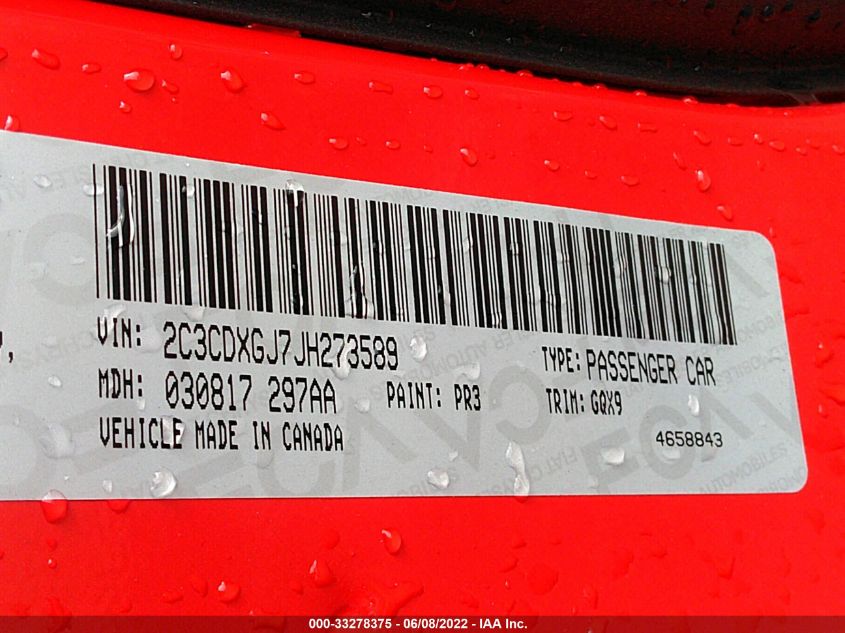 VIN: 2C3CDXGJ7JH273589 TYPE: PASSENGER CAR
MDH: 030817 297AA PAINT: PR3 TRIM: GQX9
VEHICLE MADE IN CANADA 4658843
000-33278375 - 06/08/2022 - IAA Inc.